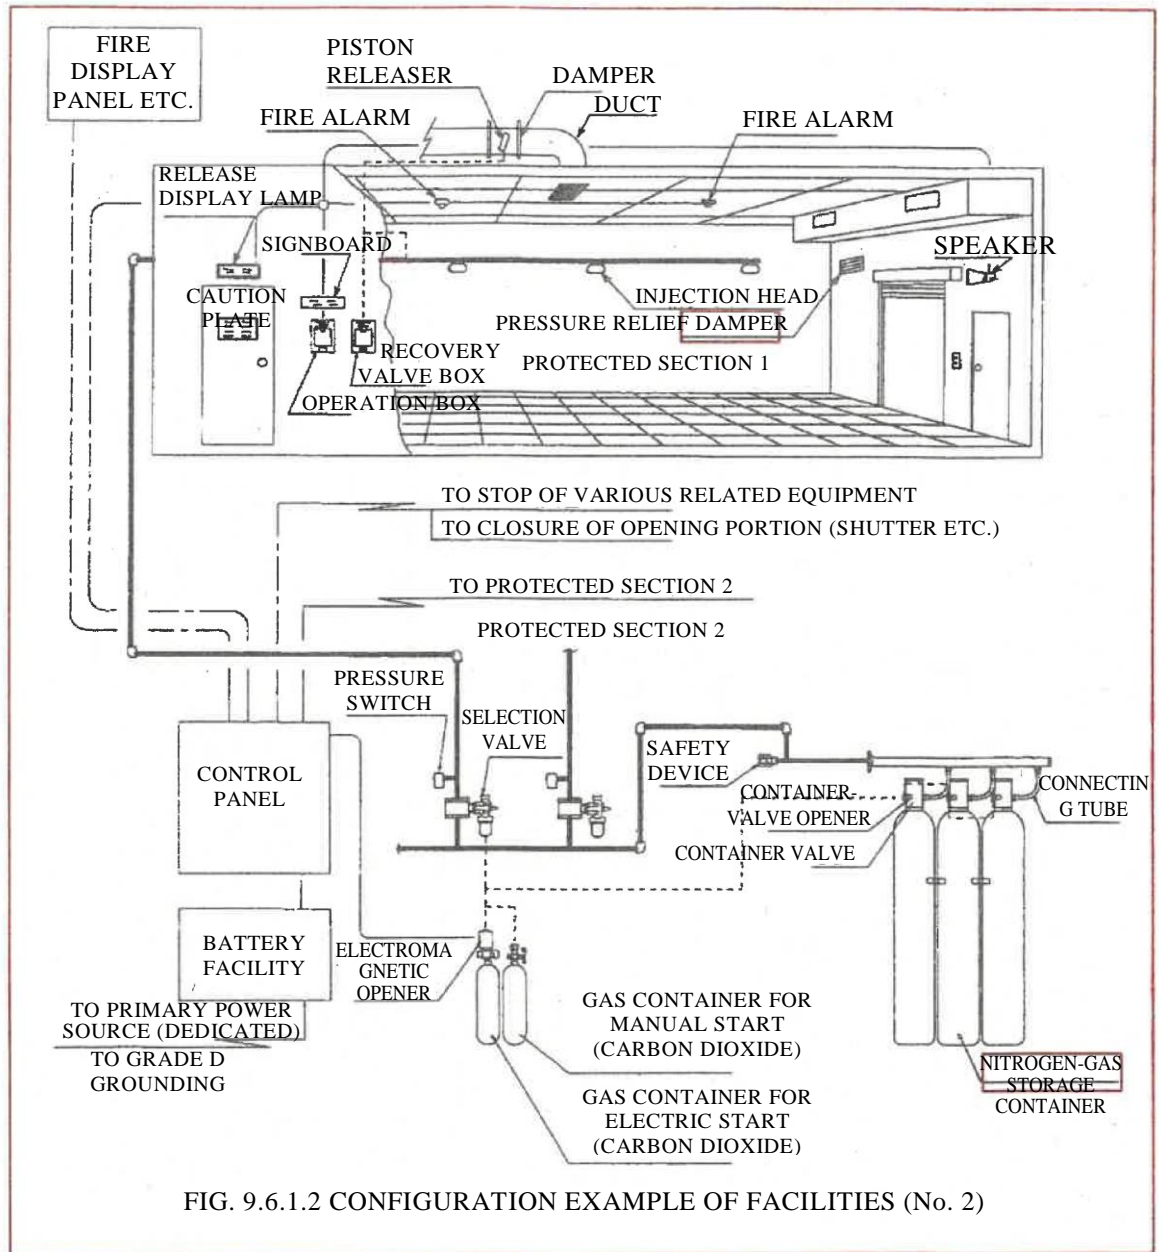 FIRE
DISPLAY
PANEL ETC.
PISTON
RELEASER
DAMPER
DUCT
FIRE ALARM
FIRE ALARM
RELEASE
DISPLAY LAMP
SIGNBOARD
SPEAKER
CAUTION
PLATE
INJECTION HEAD
PRESSURE RELIEF DAMPER
RECOVERY
VALVE BOX
PROTECTED SECTION 1
OPERATION BOX
TO STOP OF VARIOUS RELATED EQUIPMENT
TO CLOSURE OF OPENING PORTION (SHUTTER ETC.)
TO PROTECTED SECTION 2
PROTECTED SECTION 2
PRESSURE
SWITCH
SELECTION
VALVE
SAFETY
DEVICE
CONTROL
PANEL
CONTAINER-
VALVE OPENER
CONNECTIN
G TUBE
CONTAINER VALVE
BATTERY
FACILITY
ELECTROMA
GNETIC
OPENER
TO PRIMARY POWER
SOURCE (DEDICATED)
TO GRADE D
GROUNDING
GAS CONTAINER FOR
MANUAL START
(CARBON DIOXIDE)
NITROGEN-GAS
STORAGE
CONTAINER
GAS CONTAINER FOR
ELECTRIC START
(CARBON DIOXIDE)
FIG. 9.6.1.2 CONFIGURATION EXAMPLE OF FACILITIES (No. 2)